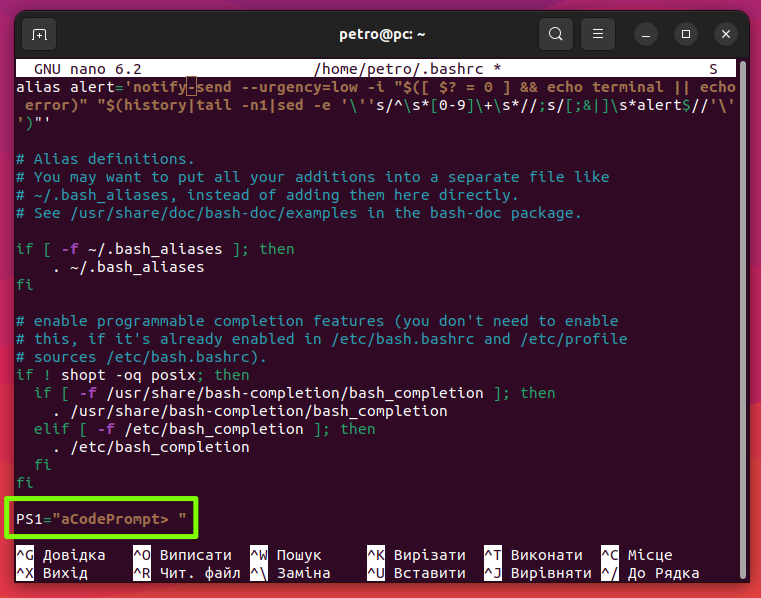 petro@pc: ~
GNU nano 6.2 /home/petro/.bashrc * S
alias alert='notify-send --urgency=low -i "$([ $? = 0 ] && echo terminal || echo
error)" "$(history|tail -n1|sed -e '\''s/^\s*[0-9]\+\s*//;s/[;&|]\s*alert$//'\'
')"'
# Alias definitions.
# You may want to put all your additions into a separate file like
# ~/.bash_aliases, instead of adding them here directly.
# See /usr/share/doc/bash-doc/examples in the bash-doc package.
if [ -f ~/.bash_aliases ]; then
. ~/.bash_aliases
fi
# enable programmable completion features (you don't need to enable
# this, if it's already enabled in /etc/bash.bashrc and /etc/profile
# sources /etc/bash.bashrc).
if ! shopt -oq posix; then
if [ -f /usr/share/bash-completion/bash_completion ]; then
. /usr/share/bash-completion/bash_completion
elif [ -f /etc/bash_completion ]; then
. /etc/bash_completion
fi
fi
PS1="aCodePrompt> "
^G Довідка ^O Виписати ^W Пошук ^K Вирізати ^T Виконати ^C Місце
^X Вихід ^R Чит. файл ^\ Заміна ^U Вставити ^J Вирівняти ^/ До Рядка